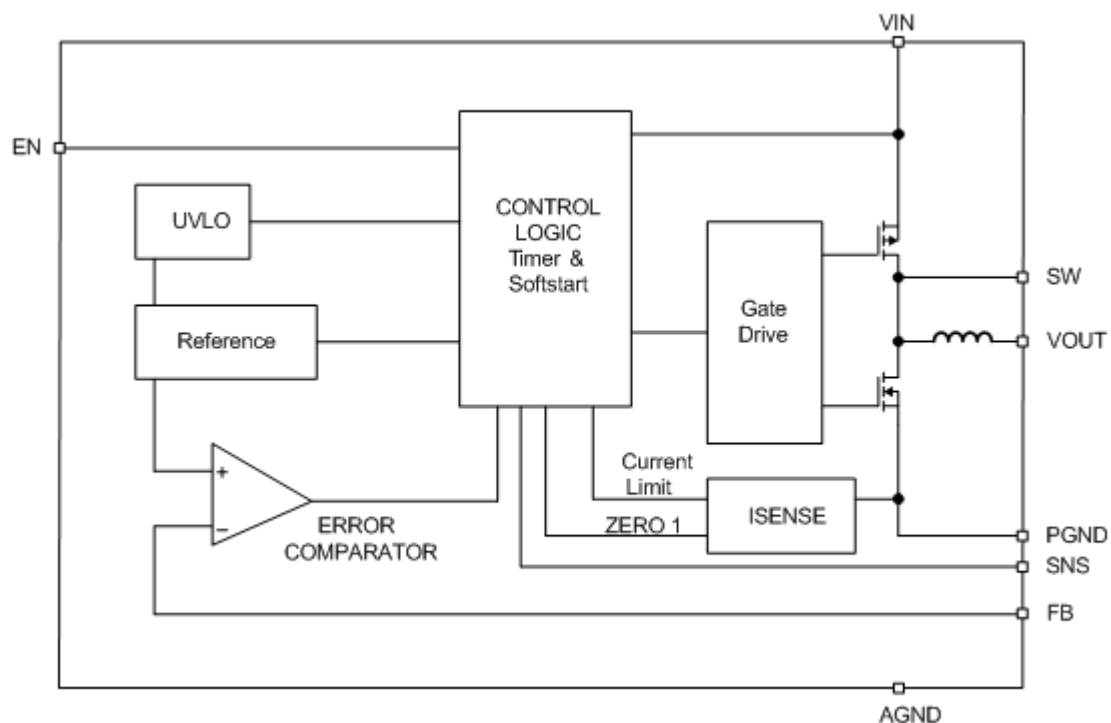 VIN
EN
UVLO
CONTROL
LOGIC
Timer &
Softstart
Reference
Gate
Drive
SW
VOUT
+
−
ERROR
COMPARATOR
Current
Limit
ZERO 1
ISENSE
PGND
SNS
FB
AGND